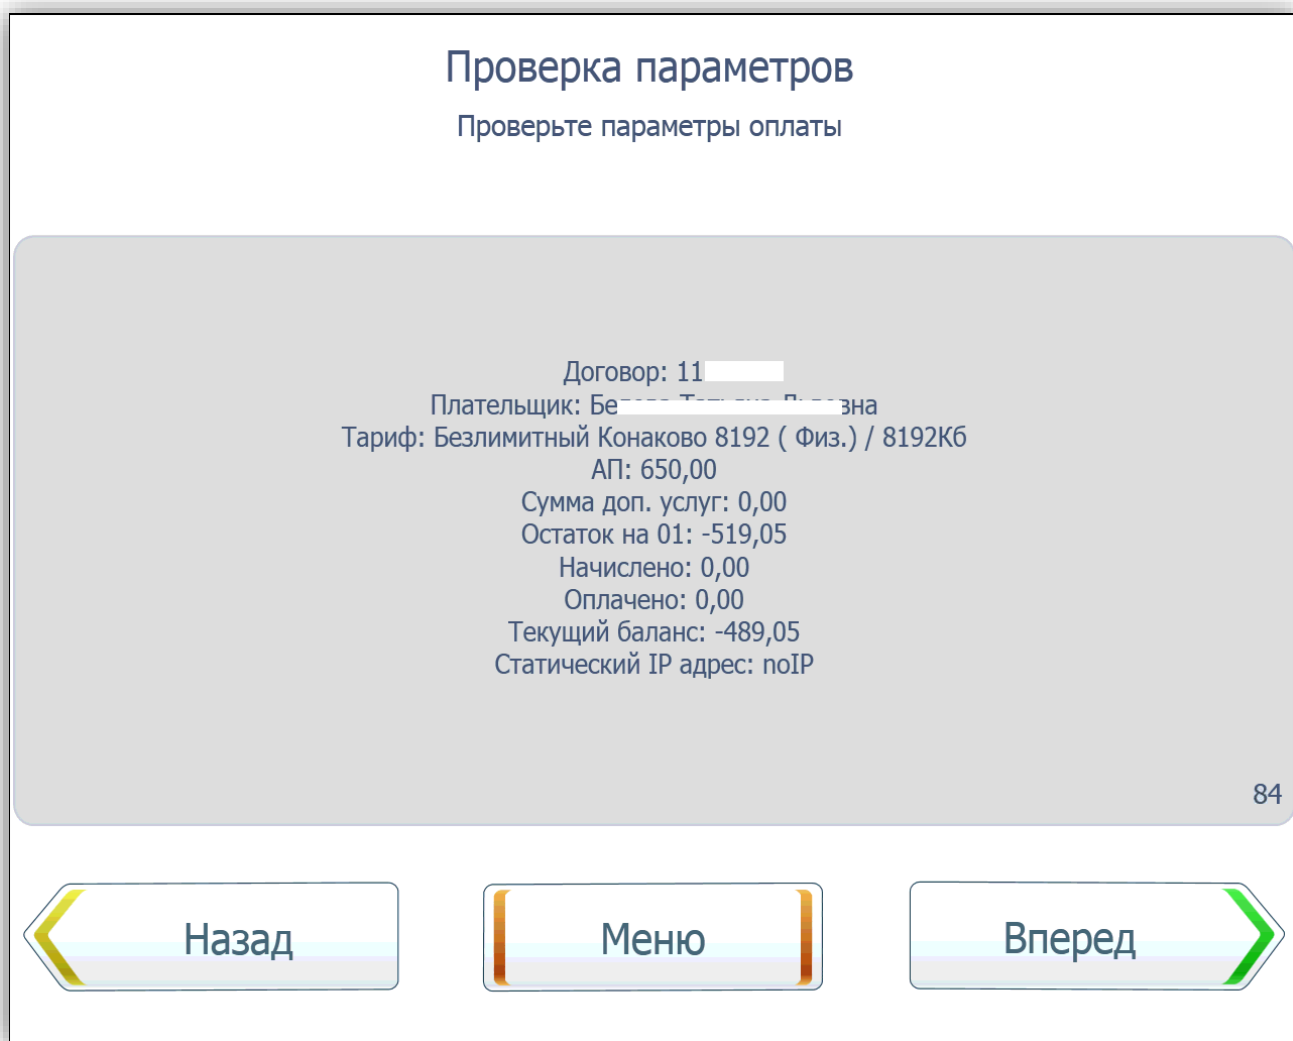 Проверка параметров
Проверьте параметры оплаты
Договор: 11
Плательщик:
Тариф: Безлимитный Конаково 8192 ( Физ.) / 8192Кб
АП: 650,00
Сумма доп. услуг: 0,00
Остаток на 01: -519,05
Начислено: 0,00
Оплачено: 0,00
Текущий баланс: -489,05
Статический IP адрес: noIP
84
Назад
Меню
Вперед